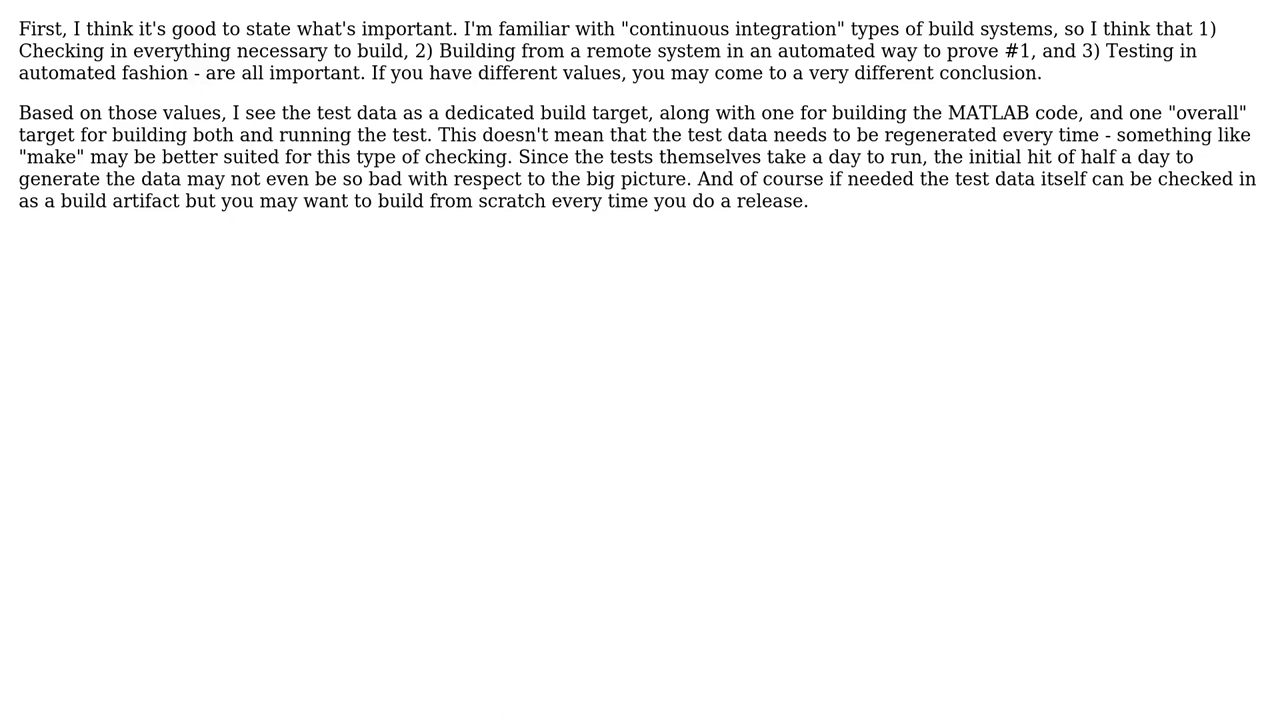 First, I think it's good to state what's important. I'm familiar with "continuous integration" types of build systems, so I think that 1)
Checking in everything necessary to build, 2) Building from a remote system in an automated way to prove #1, and 3) Testing in
automated fashion - are all important. If you have different values, you may come to a very different conclusion.
Based on those values, I see the test data as a dedicated build target, along with one for building the MATLAB code, and one "overall"
target for building both and running the test. This doesn't mean that the test data needs to be regenerated every time - something like
"make" may be better suited for this type of checking. Since the tests themselves take a day to run, the initial hit of half a day to
generate the data may not even be so bad with respect to the big picture. And of course if needed the test data itself can be checked in
as a build artifact but you may want to build from scratch every time you do a release.